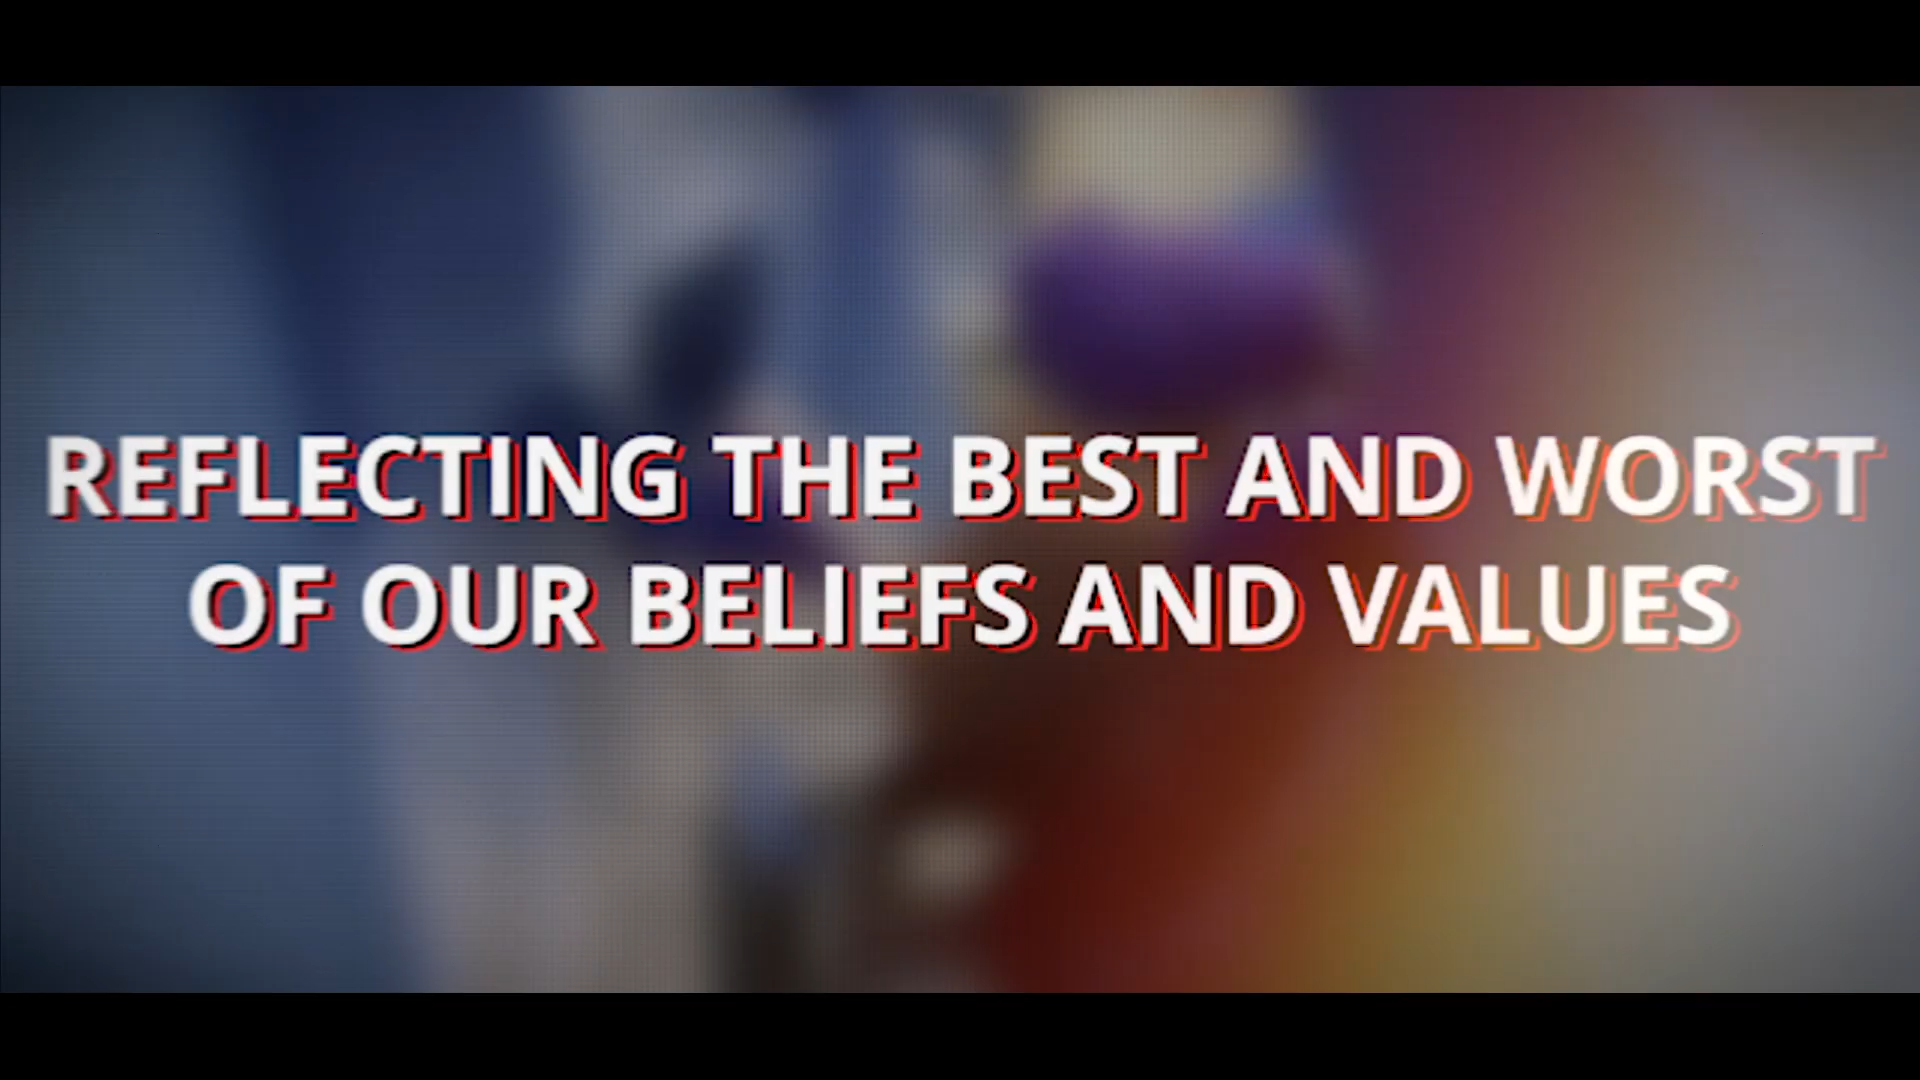 REFLECTING THE BEST AND WORST
OF OUR BELIEFS AND VALUES